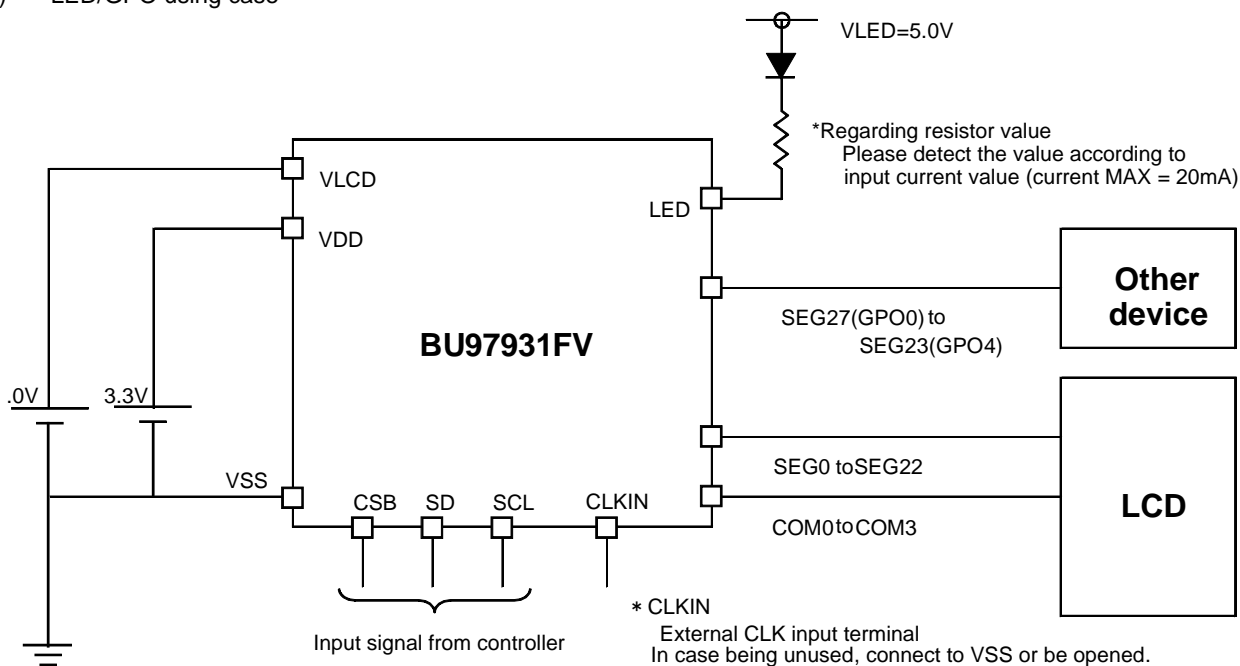 ) LED/GPO using case
VLED=5.0V
*Regarding resistor value
Please detect the value according to
input current value (current MAX = 20mA)
VLCD
LED
VDD
Other
device
SEG27(GPO0) to
SEG23(GPO4)
BU97931FV
.0V
3.3V
SEG0 toSEG22
VSS
CSB
SD
SCL
CLKIN
LCD
COM0toCOM3
Input signal from controller
* CLKIN
External CLK input terminal
In case being unused, connect to VSS or be opened.